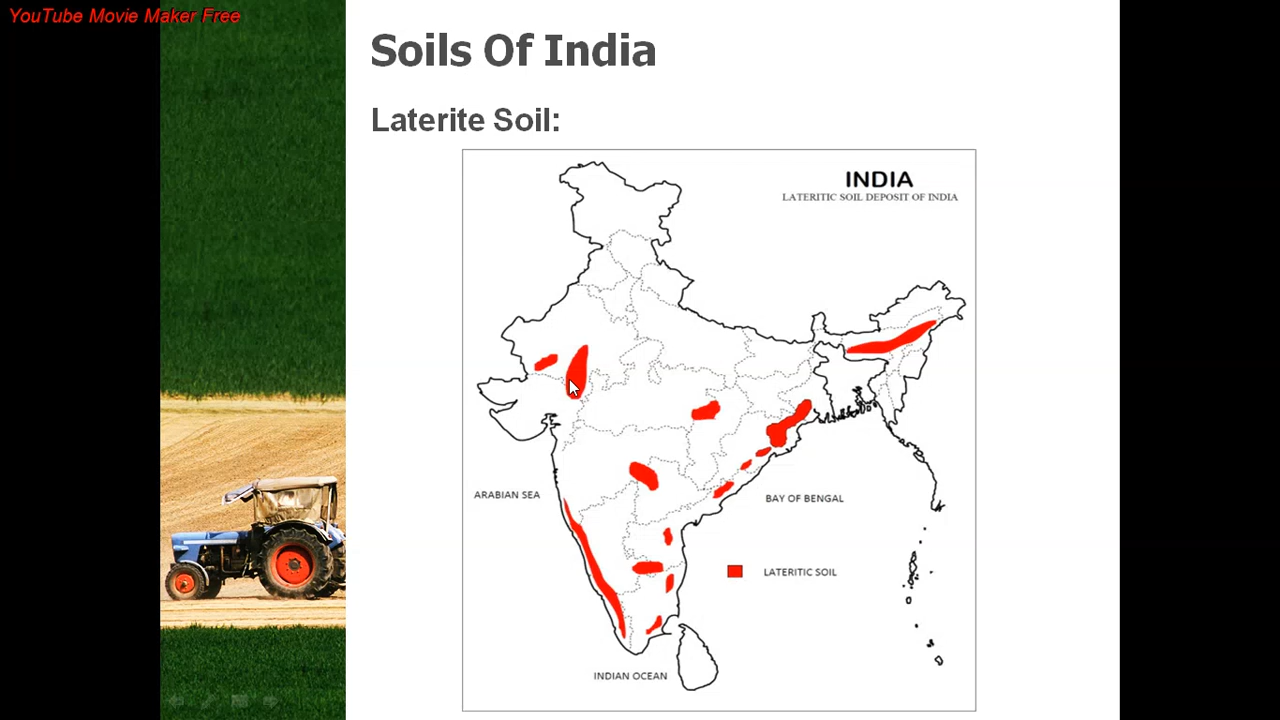 YouTube Movie Maker Free
Soils Of India
Laterite Soil:
INDIA
LATERITIC SOIL DEPOSIT OF INDIA
ARABIAN SEA
BAY OF BENGAL
LATERITIC SOIL
INDIAN OCEAN